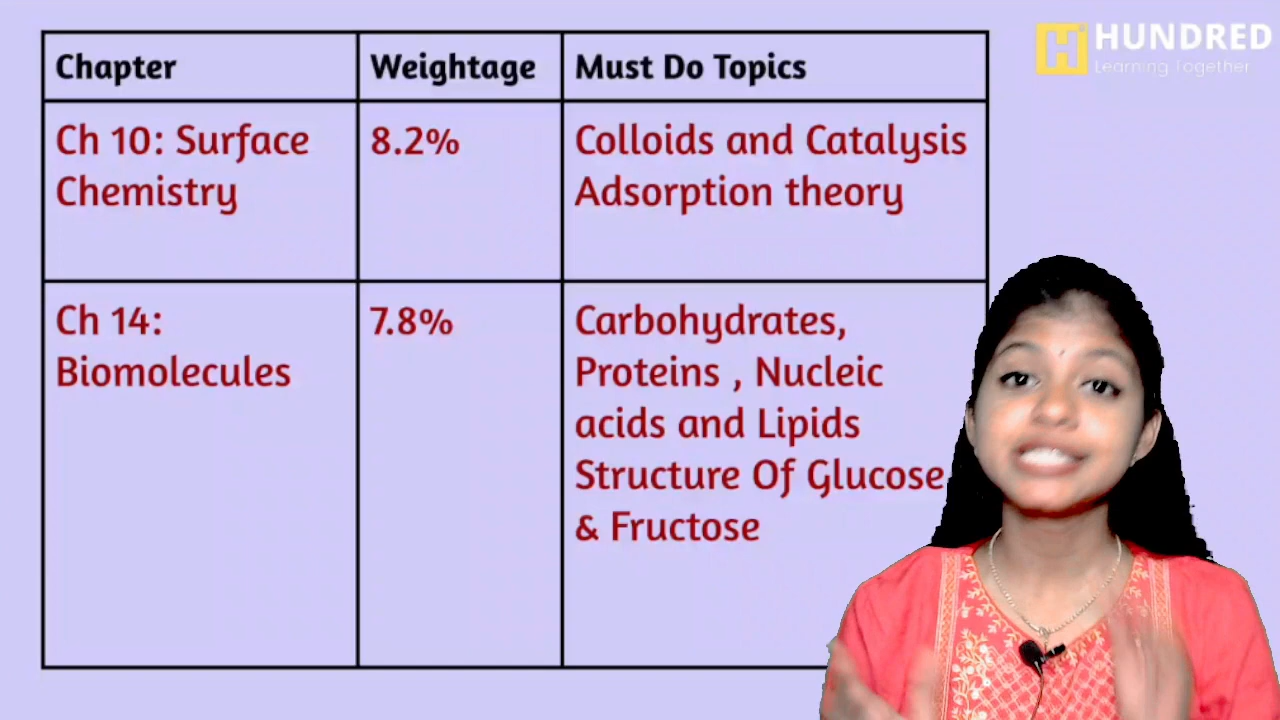 HUNDRED
Learning Together
Chapter
Weightage
Must Do Topics
Ch 10: Surface
Chemistry
8.2%
Colloids and Catalysis
Adsorption theory
Ch 14:
Biomolecules
7.8%
Carbohydrates,
Proteins , Nucleic
acids and Lipids
Structure Of Glucose
& Fructose